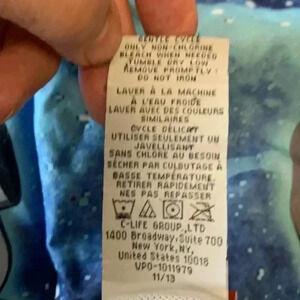 GENTLE CYCLE
ONLY NON-CHLORINE
BLEACH WHEN NEEDED
TUMBLE DRY LOW
REMOVE PROMPTLY
DO NOT IRON
LAVER À LA MACHINE
À L'EAU FROIDE
LAVER AVEC DES COULEURS
SIMILAIRES
CYCLE DÉLICAT
UTILISER SEULEMENT UN
JAVELLISANT
SANS CHLORE AU BESOIN
SÉCHER PAR CULBUTAGE À
BASSE TEMPÉRATURE.
RETIRER RAPIDEMENT
NES PAS REPASSER
C-LIFE GROUP.,LTD
1400 Broadway,Suite 700
New York,NY,
United States 10018
VPO-1011979
11/13